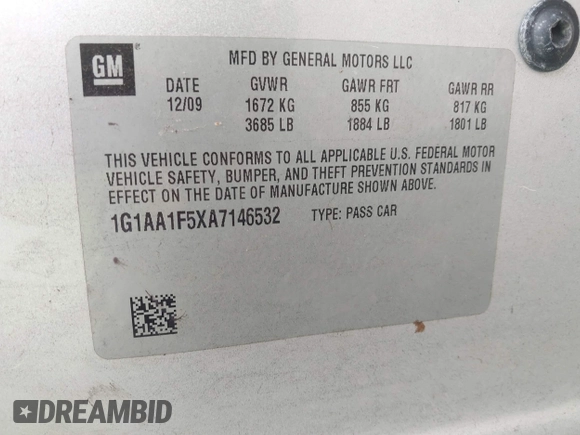 GM
MFD BY GENERAL MOTORS LLC
DATE GVWR GAWR FRT GAWR RR
12/09 1672 KG 855 KG 817 KG
3685 LB 1884 LB 1801 LB
THIS VEHICLE CONFORMS TO ALL APPLICABLE U.S. FEDERAL MOTOR
VEHICLE SAFETY, BUMPER, AND THEFT PREVENTION STANDARDS IN
EFFECT ON THE DATE OF MANUFACTURE SHOWN ABOVE.
1G1AA1F5XA7146532 TYPE: PASS CAR
DREAMBID